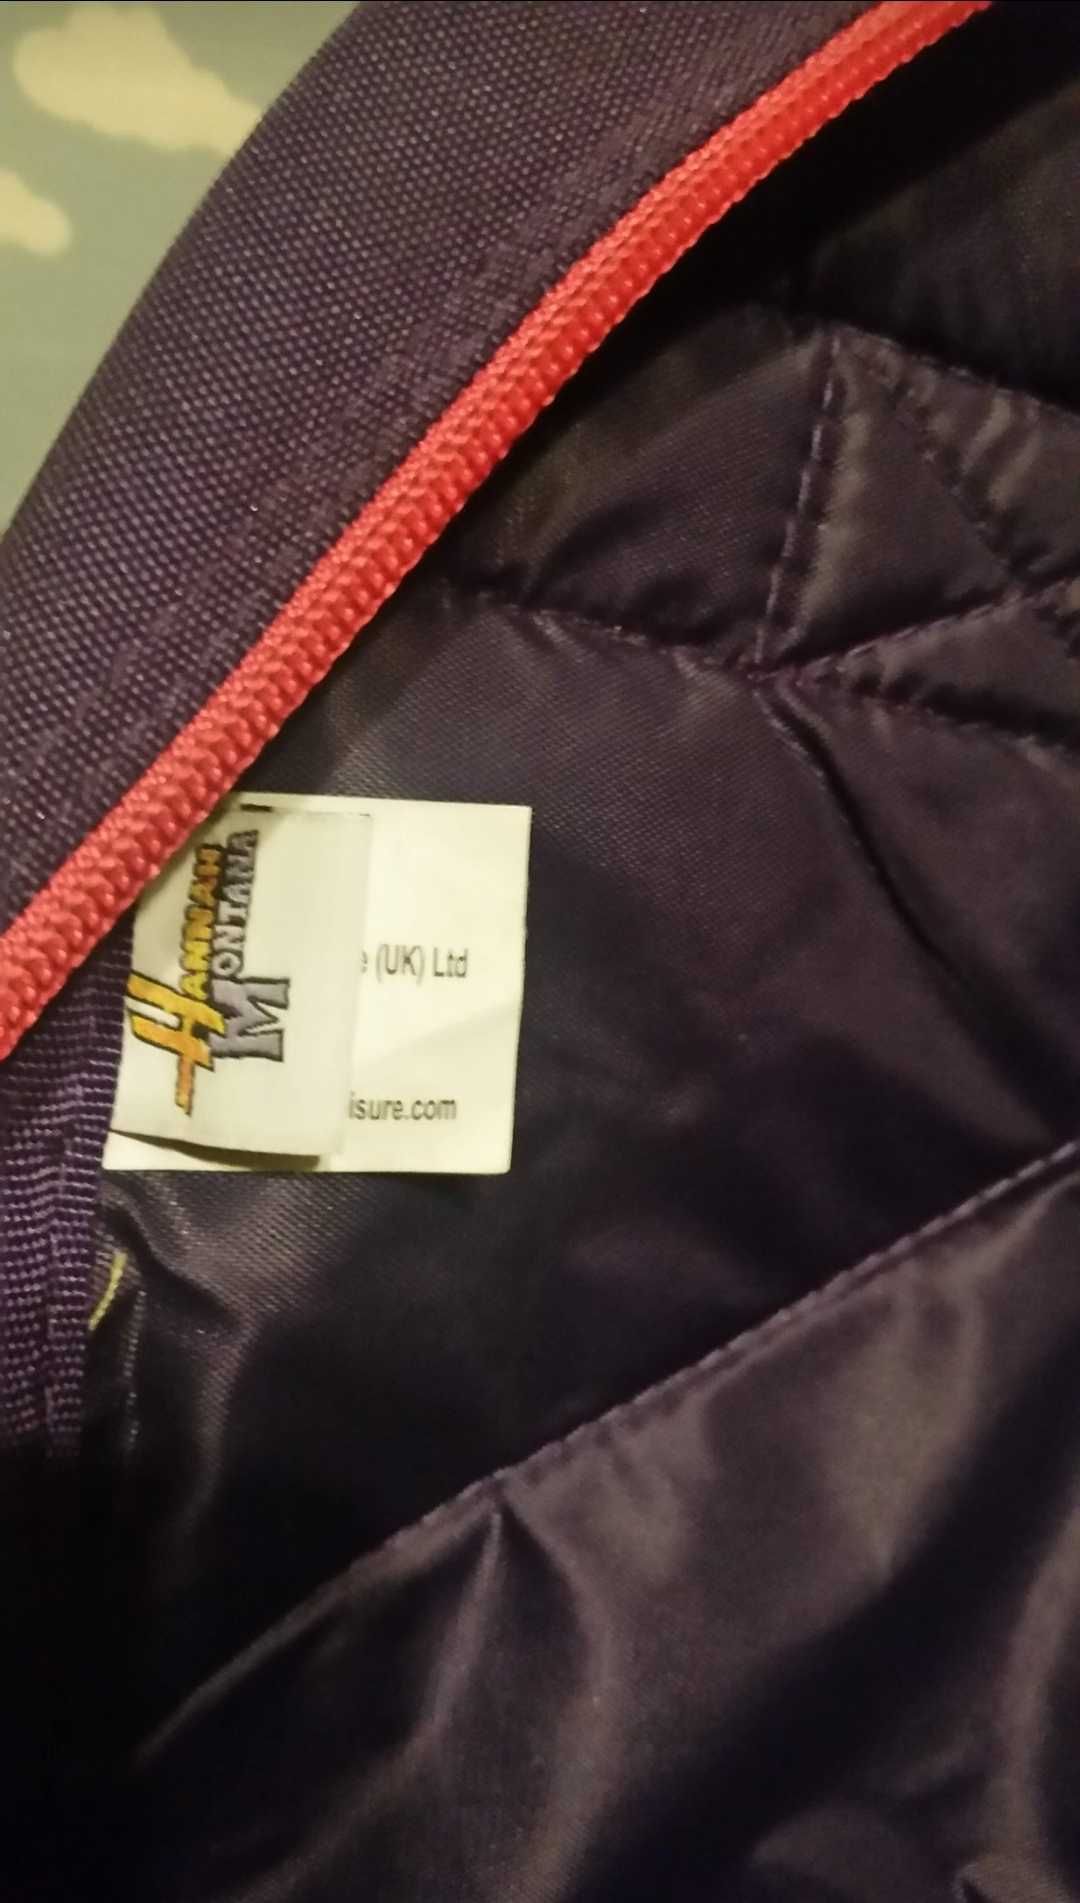 HANNAH
MONTANA
(UK) Ltd
isure.com